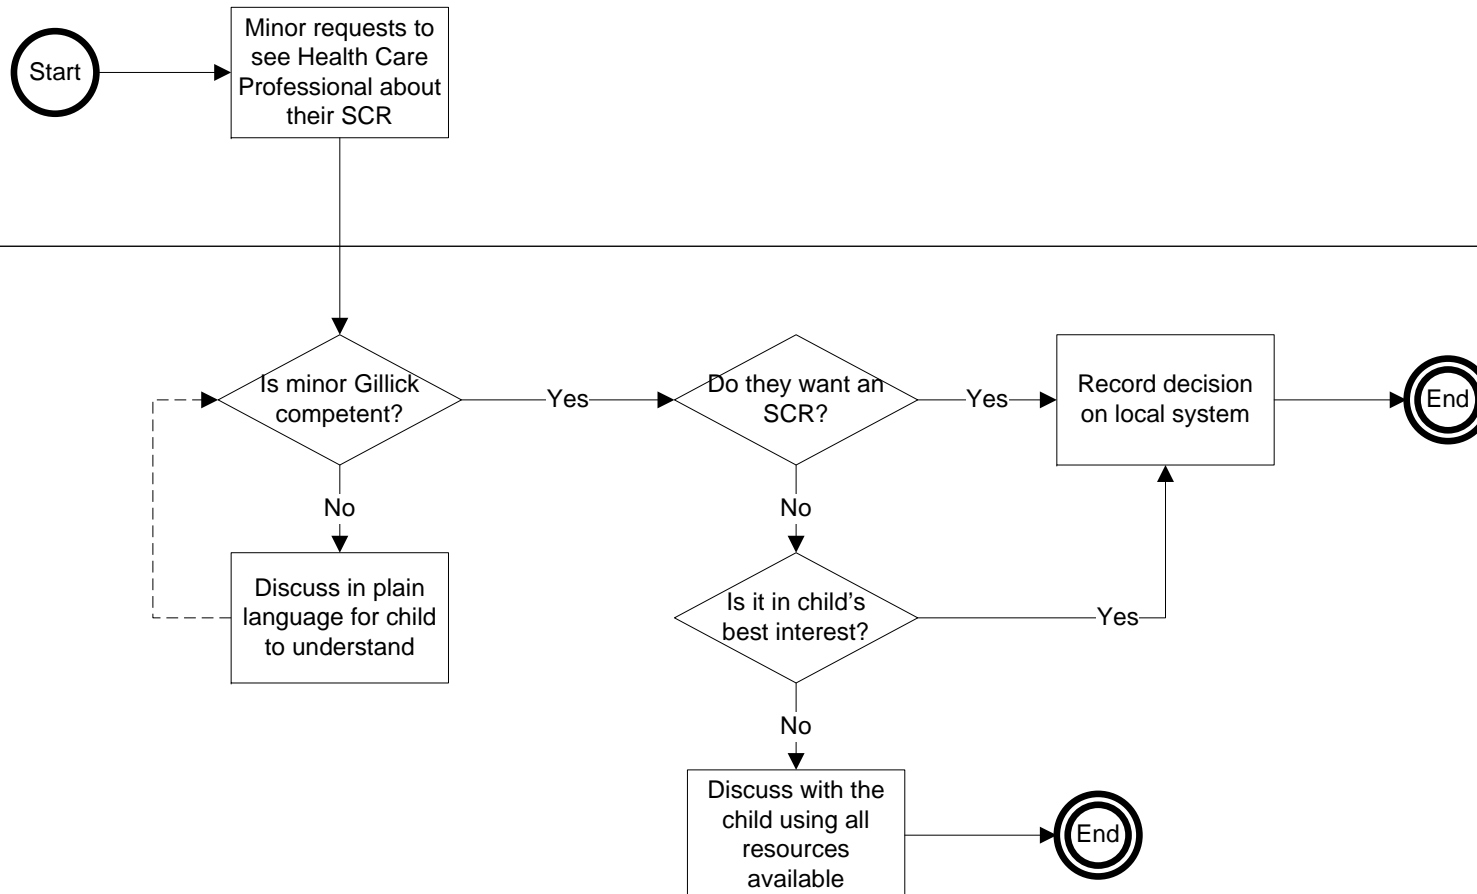 Start
Minor requests to
see Health Care
Professional about
their SCR
Is minor Gillick
competent?
Yes
Do they want an
SCR?
Yes
Record decision
on local system
End
No
No
Discuss in plain
language for child
to understand
Is it in child's
best interest?
Yes
No
Discuss with the
child using all
resources
available
End